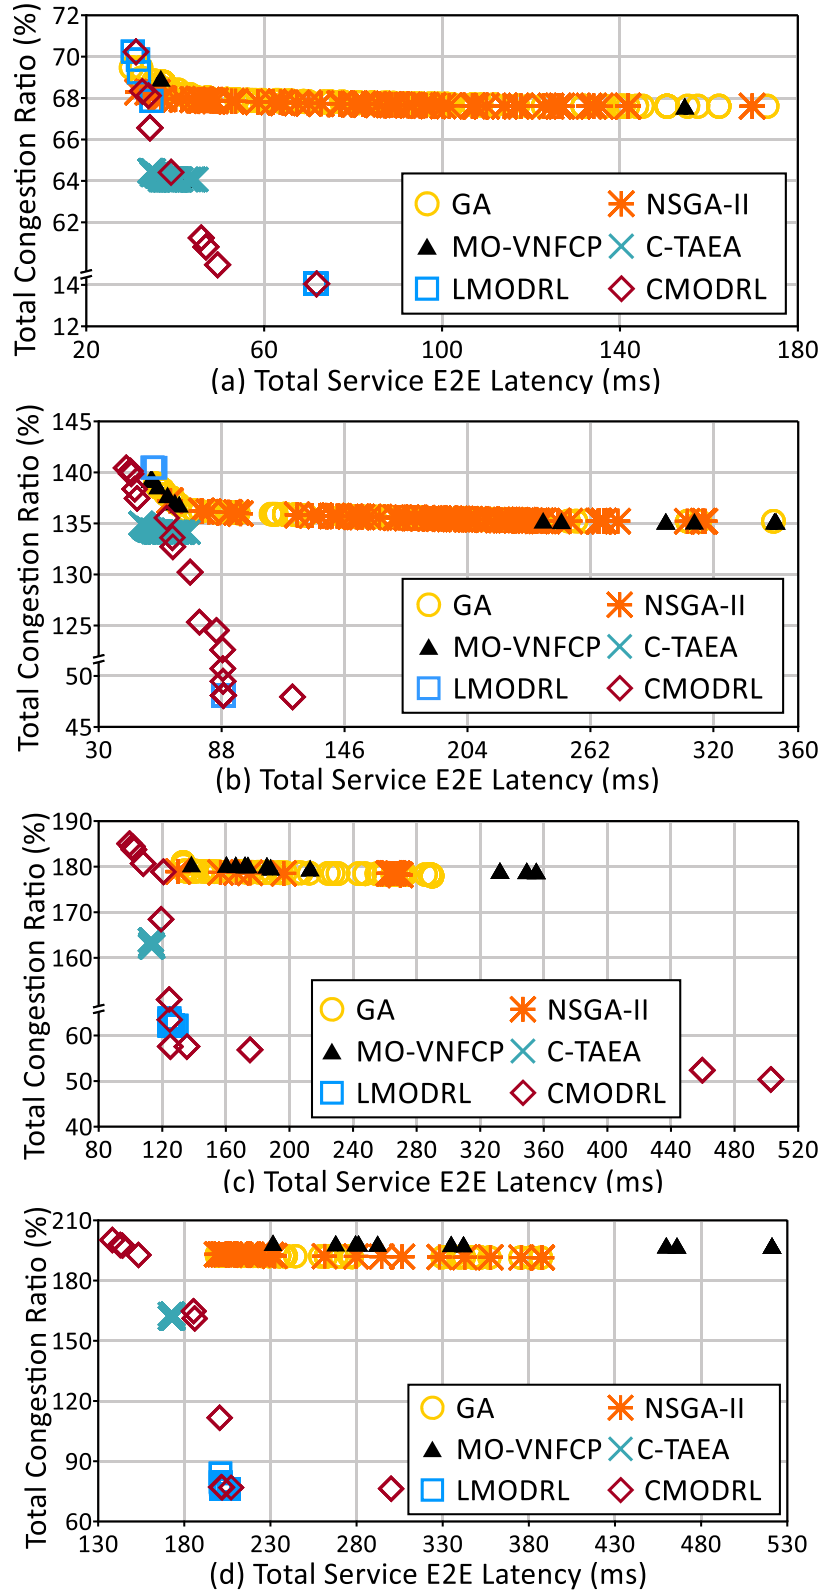 Total Congestion Ratio (%)
72
70
68
66
64
62
14
12
GA NSGA-II
MO-VNFCP C-TAEA
LMODRL CMODRL
20 60 100 140 180
(a) Total Service E2E Latency (ms)
Total Congestion Ratio (%)
145
140
135
130
125
50
45
GA NSGA-II
MO-VNFCP C-TAEA
LMODRL CMODRL
30 88 146 204 262 320 360
(b) Total Service E2E Latency (ms)
Total Congestion Ratio (%)
190
180
170
160
60
50
40
GA NSGA-II
MO-VNFCP C-TAEA
LMODRL CMODRL
80 120 160 200 240 280 320 360 400 440 480 520
(c) Total Service E2E Latency (ms)
Total Congestion Ratio (%)
210
180
150
120
90
60
GA NSGA-II
MO-VNFCP C-TAEA
LMODRL CMODRL
130 180 230 280 330 380 430 480 530
(d) Total Service E2E Latency (ms)